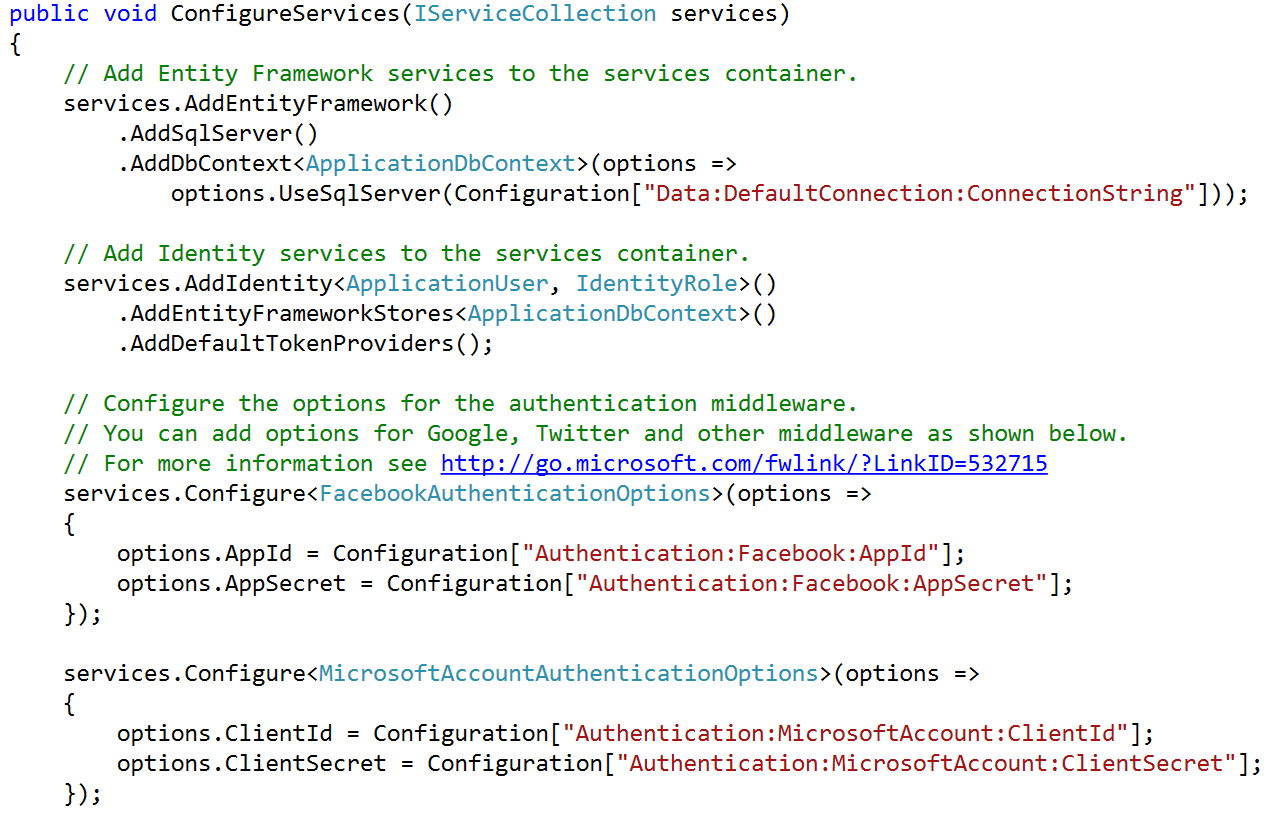 public void ConfigureServices(IServiceCollection services)
{
    // Add Entity Framework services to the services container.
    services.AddEntityFramework()
        .AddSqlServer()
        .AddDbContext<ApplicationDbContext>(options =>
            options.UseSqlServer(Configuration["Data:DefaultConnection:ConnectionString"]));

    // Add Identity services to the services container.
    services.AddIdentity<ApplicationUser, IdentityRole>()
        .AddEntityFrameworkStores<ApplicationDbContext>()
        .AddDefaultTokenProviders();

    // Configure the options for the authentication middleware.
    // You can add options for Google, Twitter and other middleware as shown below.
    // For more information see http://go.microsoft.com/fwlink/?LinkID=532715
    services.Configure<FacebookAuthenticationOptions>(options =>
    {
        options.AppId = Configuration["Authentication:Facebook:AppId"];
        options.AppSecret = Configuration["Authentication:Facebook:AppSecret"];
    });

    services.Configure<MicrosoftAccountAuthenticationOptions>(options =>
    {
        options.ClientId = Configuration["Authentication:MicrosoftAccount:ClientId"];
        options.ClientSecret = Configuration["Authentication:MicrosoftAccount:ClientSecret"];
    });